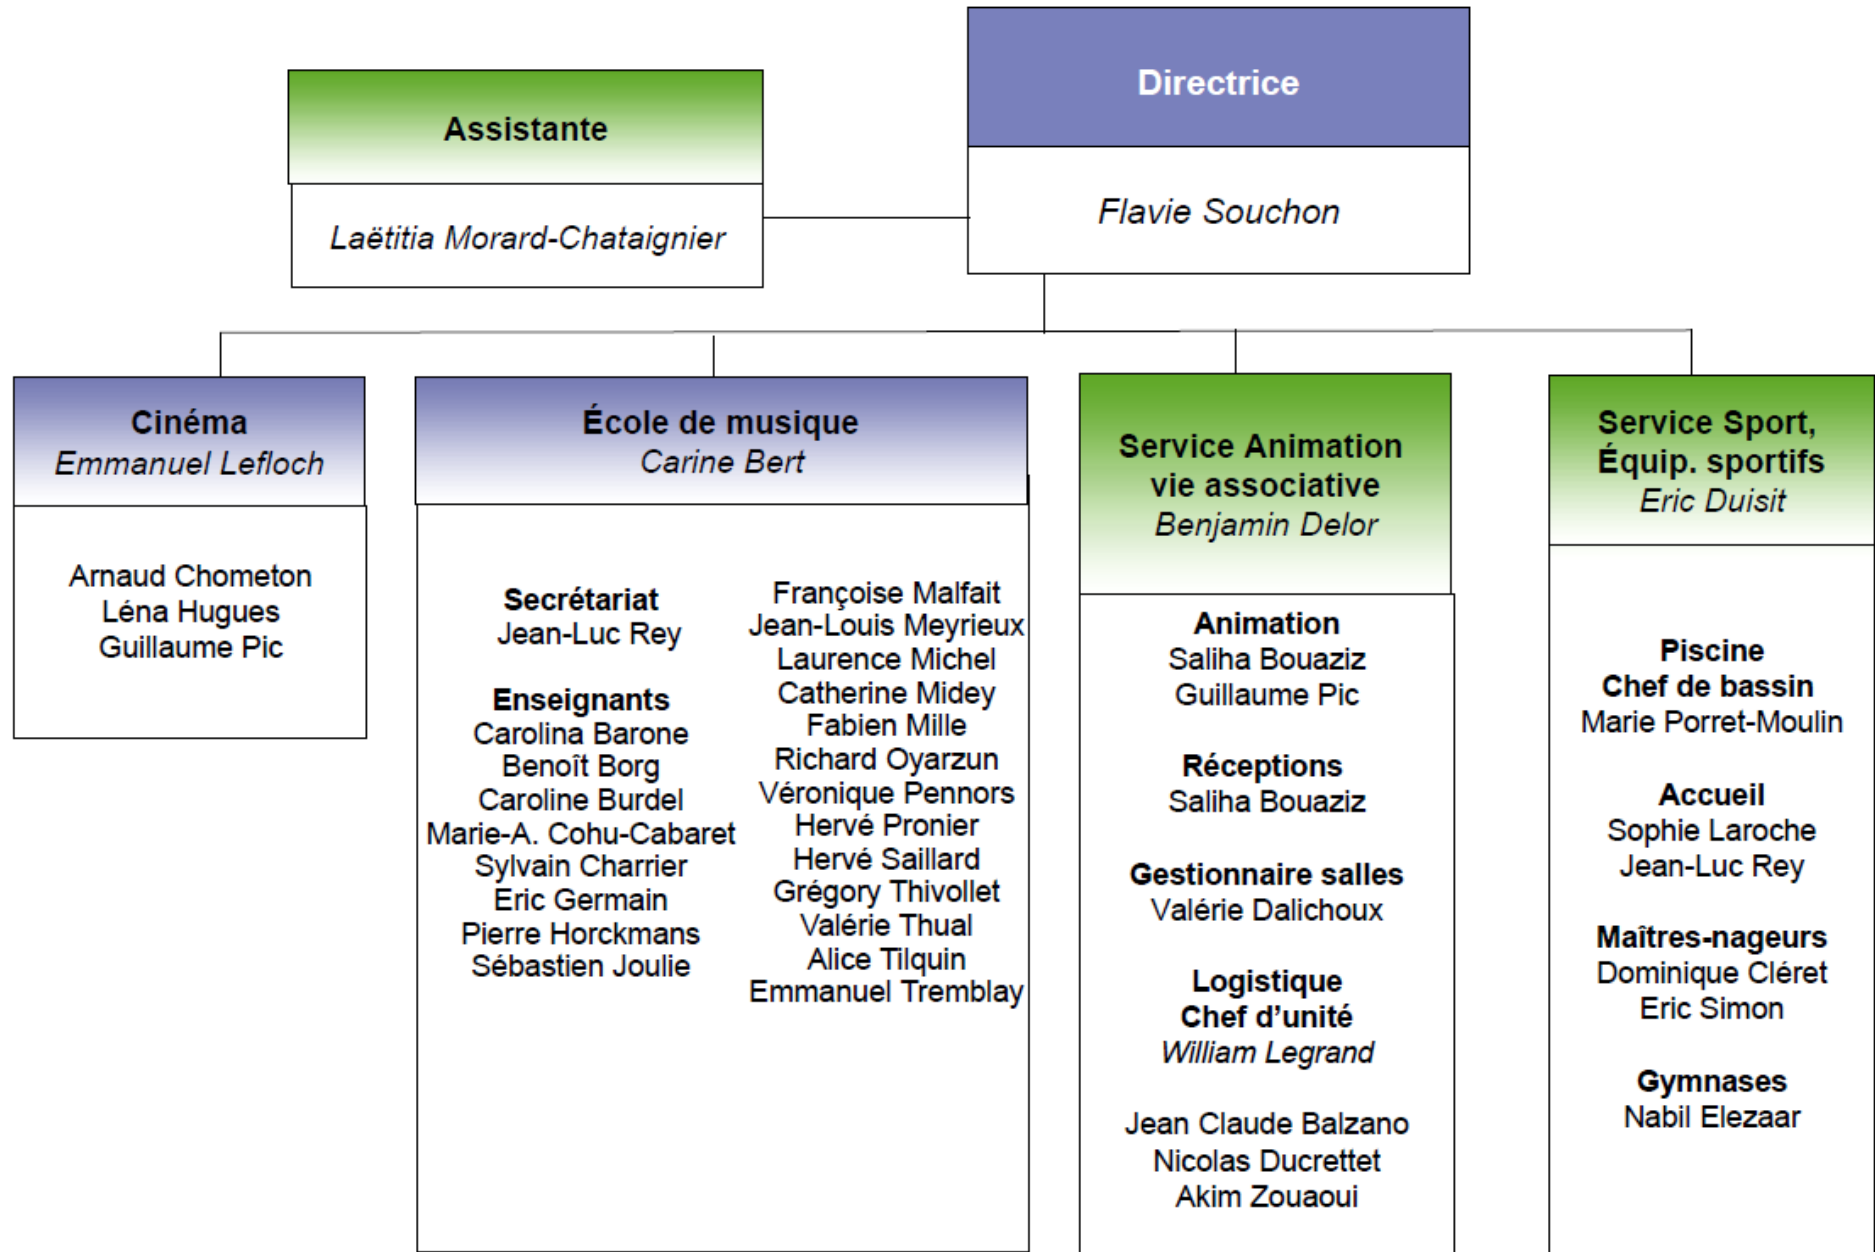 Directrice
Flavie Souchon
Assistante
Laëtitia Morard-Chataignier
Cinéma
Emmanuel Lefloch
Arnaud Chometon
Léna Hugues
Guillaume Pic
École de musique
Carine Bert
Secrétariat
Jean-Luc Rey
Enseignants
Carolina Barone
Benoît Borg
Caroline Burdel
Marie-A. Cohu-Cabaret
Sylvain Charrier
Eric Germain
Pierre Horckmans
Sébastien Joulie
Françoise Malfait
Jean-Louis Meyrieux
Laurence Michel
Catherine Midey
Fabien Mille
Richard Oyarzun
Véronique Pennors
Hervé Pronier
Hervé Saillard
Grégory Thivollet
Valérie Thual
Alice Tilquin
Emmanuel Tremblay
Service Animation
vie associative
Benjamin Delor
Animation
Saliha Bouaziz
Guillaume Pic
Réceptions
Saliha Bouaziz
Gestionnaire salles
Valérie Dalichoux
Logistique
Chef d’unité
William Legrand
Jean Claude Balzano
Nicolas Ducrettet
Akim Zouaoui
Service Sport,
Équip. sportifs
Eric Duisit
Piscine
Chef de bassin
Marie Porret-Moulin
Accueil
Sophie Laroche
Jean-Luc Rey
Maîtres-nageurs
Dominique Cléret
Eric Simon
Gymnases
Nabil Elezaar